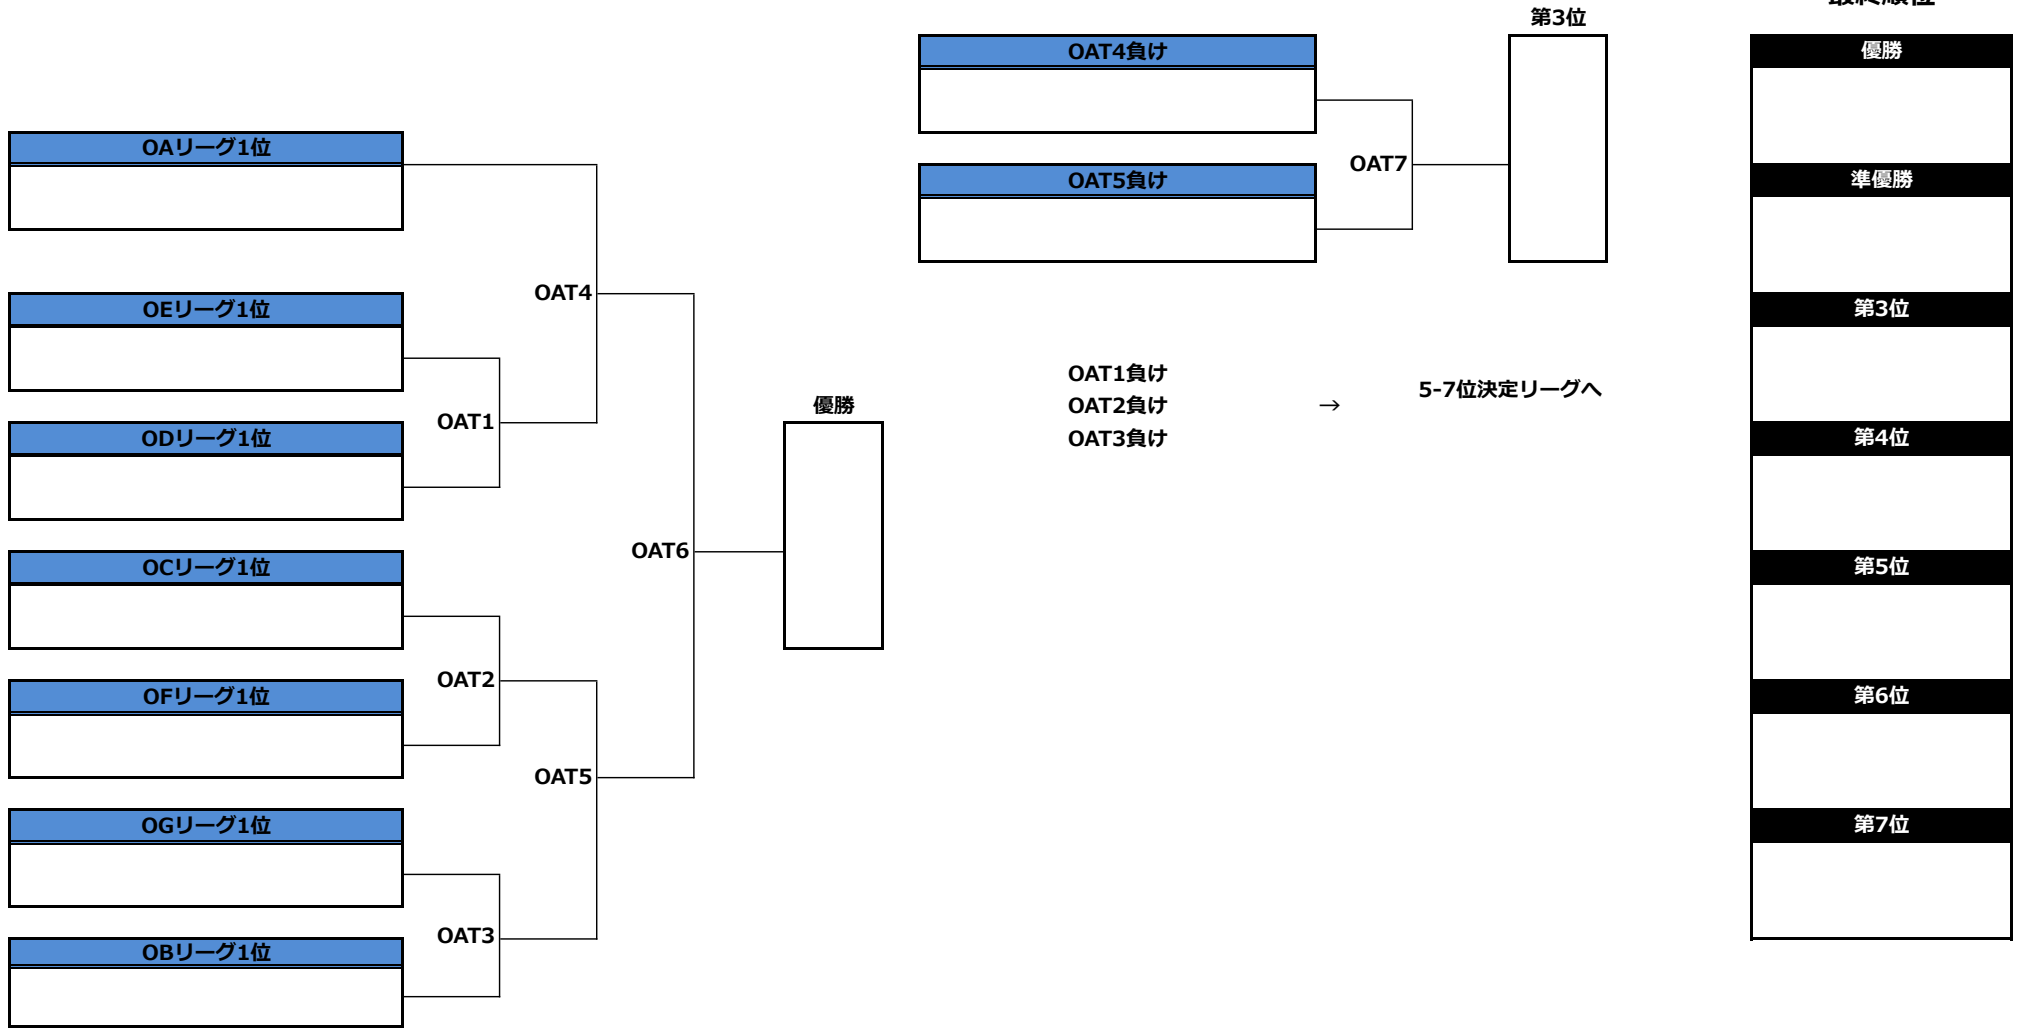 OAリーグ1位
OEリーグ1位
ODリーグ1位
OCリーグ1位
OFリーグ1位
OGリーグ1位
OBリーグ1位
OAT1
OAT2
OAT3
OAT4
OAT5
OAT6
優勝
OAT4負け
OAT5負け
OAT7
第3位
OAT1負け
OAT2負け
OAT3負け
→
5-7位決定リーグへ
最終順位
優勝
準優勝
第3位
第4位
第5位
第6位
第7位